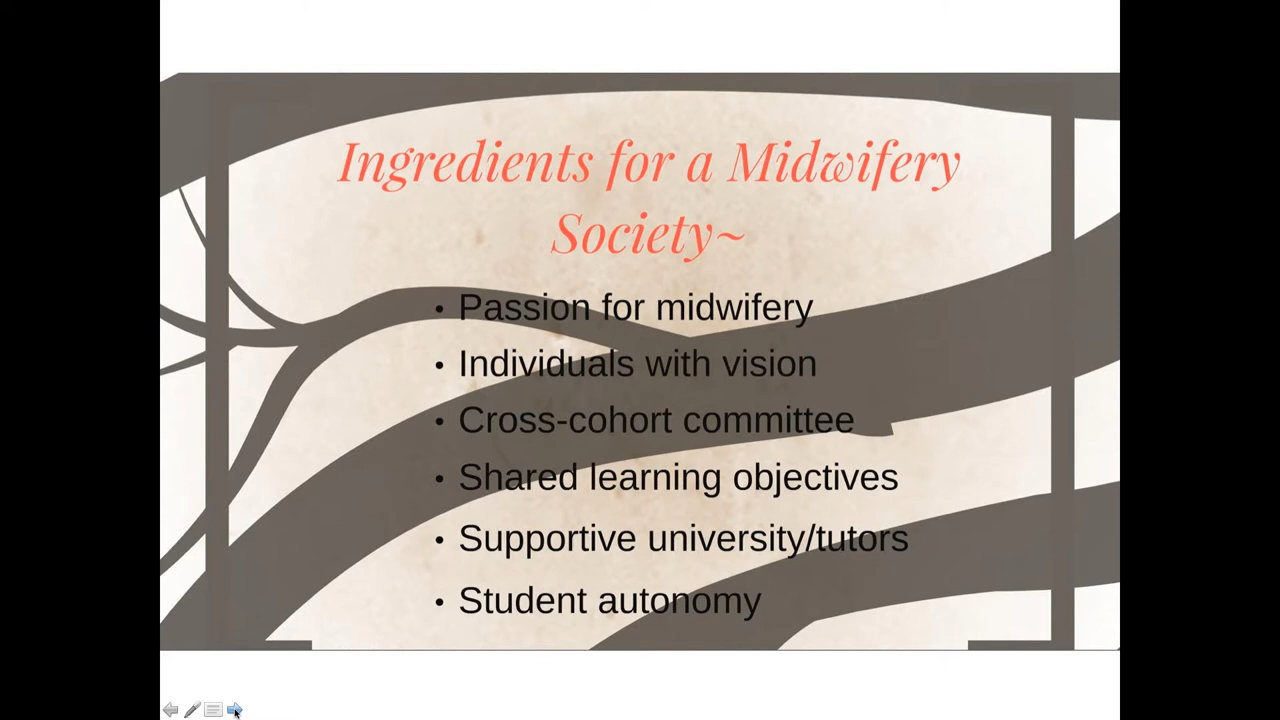 Ingredients for a Midwifery
Society~
• Passion for midwifery
• Individuals with vision
• Cross-cohort committee
• Shared learning objectives
• Supportive university/tutors
• Student autonomy